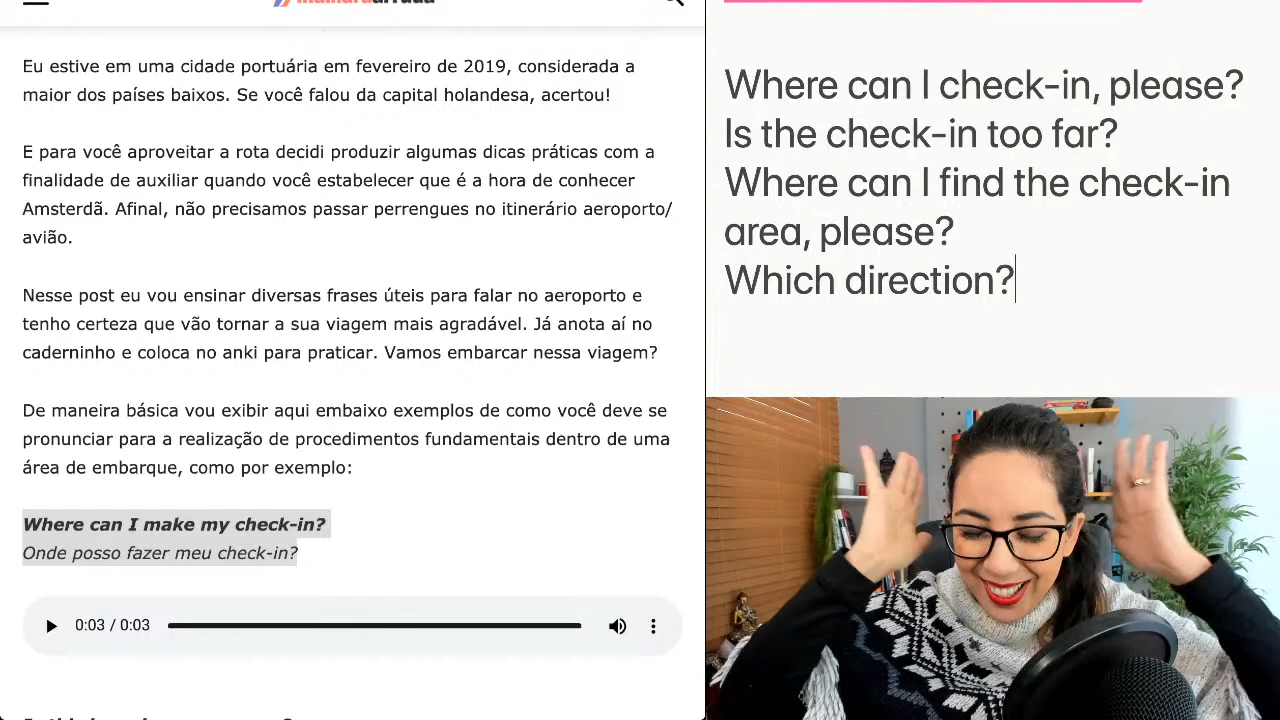 Eu estive em uma cidade portuária em fevereiro de 2019, considerada a
maior dos países baixos. Se você falou da capital holandesa, acertou!
E para você aproveitar a rota decidi produzir algumas dicas práticas com a
finalidade de auxiliar quando você estabelecer que é a hora de conhecer
Amsterdã. Afinal, não precisamos passar perrengues no itinerário aeroporto/
avião.
Nesse post eu vou ensinar diversas frases úteis para falar no aeroporto e
tenho certeza que vão tornar a sua viagem mais agradável. Já anota aí no
caderninho e coloca no anki para praticar. Vamos embarcar nessa viagem?
De maneira básica vou exibir aqui embaixo exemplos de como você deve se
pronunciar para a realização de procedimentos fundamentais dentro de uma
área de embarque, como por exemplo:
Where can I make my check-in?
Onde posso fazer meu check-in?
0:03 / 0:03
Where can I check-in, please?
Is the check-in too far?
Where can I find the check-in
area, please?
Which direction?